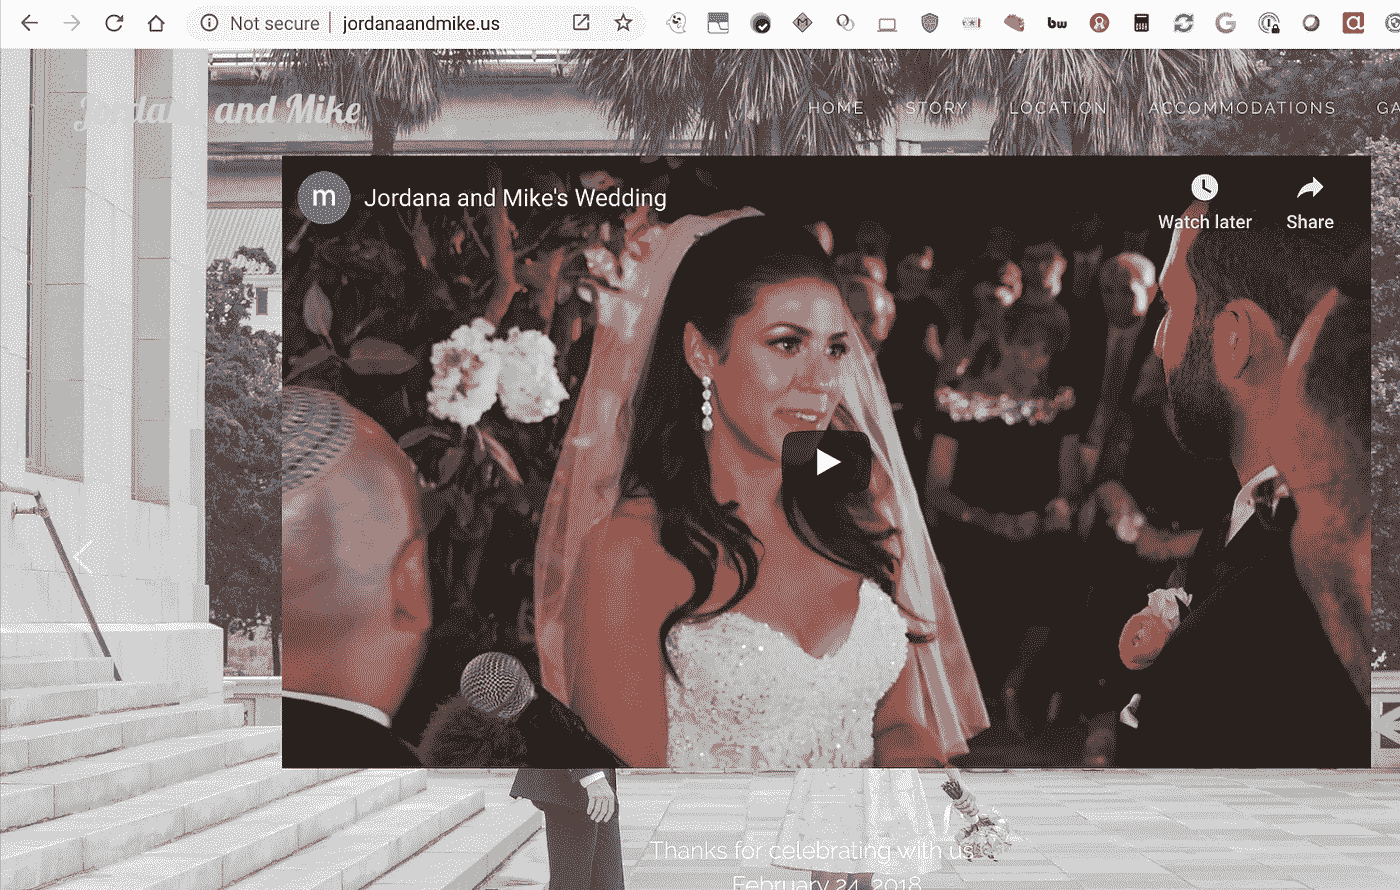 Not secure | jordanaandmike.us
bw
Jordana and Mike
HOME STORY LOCATION ACCOMMODATIONS GA
m Jordana and Mike's Wedding
Watch later Share
Thanks for celebrating with us
February 24, 2018